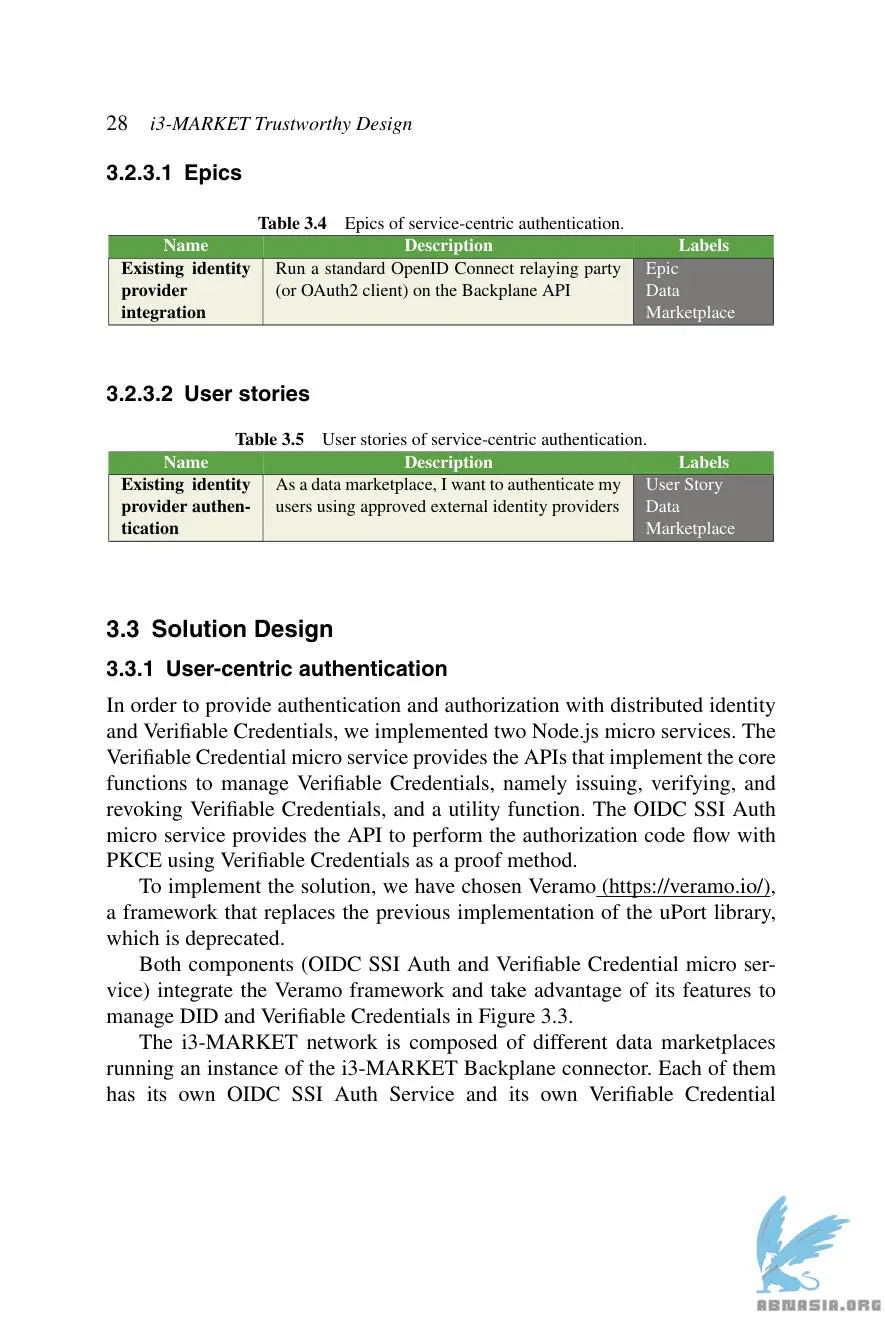 28 i3-MARKET Trustworthy Design
3.2.3.1 Epics
Table 3.4 Epics of service-centric authentication.
Name Description Labels
Existing identity Run a standard OpenID Connect relaying party Epic
provider (or OAuth2 client) on the Backplane API Data
integration Marketplace
3.2.3.2 User stories
Table 3.5 User stories of service-centric authentication.
Name Description Labels
Existing identity As a data marketplace, I want to authenticate my User Story
provider authen- users using approved external identity providers Data
tication Marketplace
3.3 Solution Design
3.3.1 User-centric authentication
In order to provide authentication and authorization with distributed identity
and Verifiable Credentials, we implemented two Node.js micro services. The
Verifiable Credential micro service provides the APIs that implement the core
functions to manage Verifiable Credentials, namely issuing, verifying, and
revoking Verifiable Credentials, and a utility function. The OIDC SSI Auth
micro service provides the API to perform the authorization code flow with
PKCE using Verifiable Credentials as a proof method.
To implement the solution, we have chosen Veramo (https://veramo.io/),
a framework that replaces the previous implementation of the uPort library,
which is deprecated.
Both components (OIDC SSI Auth and Verifiable Credential micro ser-
vice) integrate the Veramo framework and take advantage of its features to
manage DID and Verifiable Credentials in Figure 3.3.
The i3-MARKET network is composed of different data marketplaces
running an instance of the i3-MARKET Backplane connector. Each of them
has its own OIDC SSI Auth Service and its own Verifiable Credential
ABNASIA.ORG